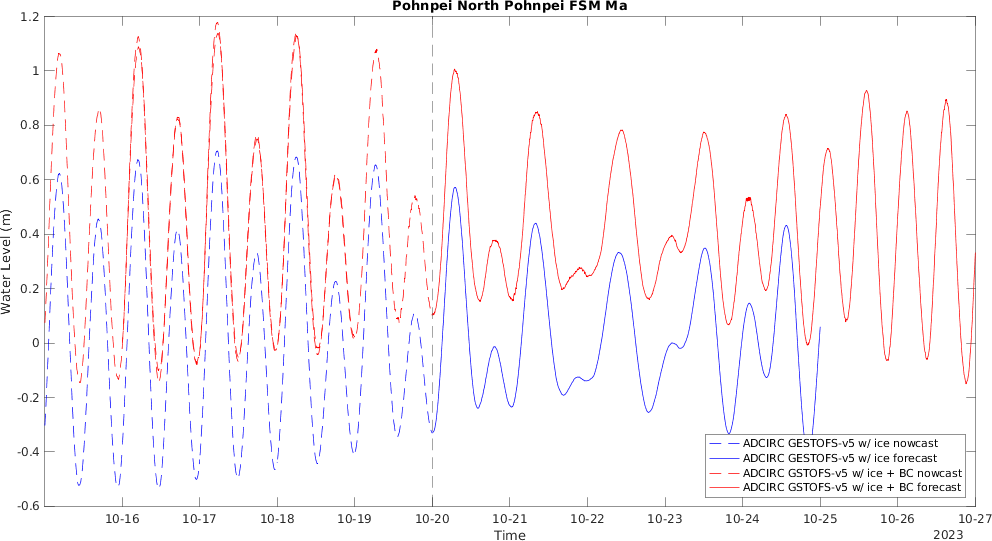 Pohnpei North Pohnpei FSM Ma
Water Level (m)
1.2
1
0.8
0.6
0.4
0.2
0
-0.2
-0.4
-0.6
ADCIRC GESTOFS-v5 w/ ice nowcast
ADCIRC GESTOFS-v5 w/ ice forecast
ADCIRC GSTOFS-v5 w/ ice + BC nowcast
ADCIRC GSTOFS-v5 w/ ice + BC forecast
10-16 10-17 10-18 10-19 10-20 10-21 10-22 10-23 10-24 10-25 10-26 10-27
Time
2023